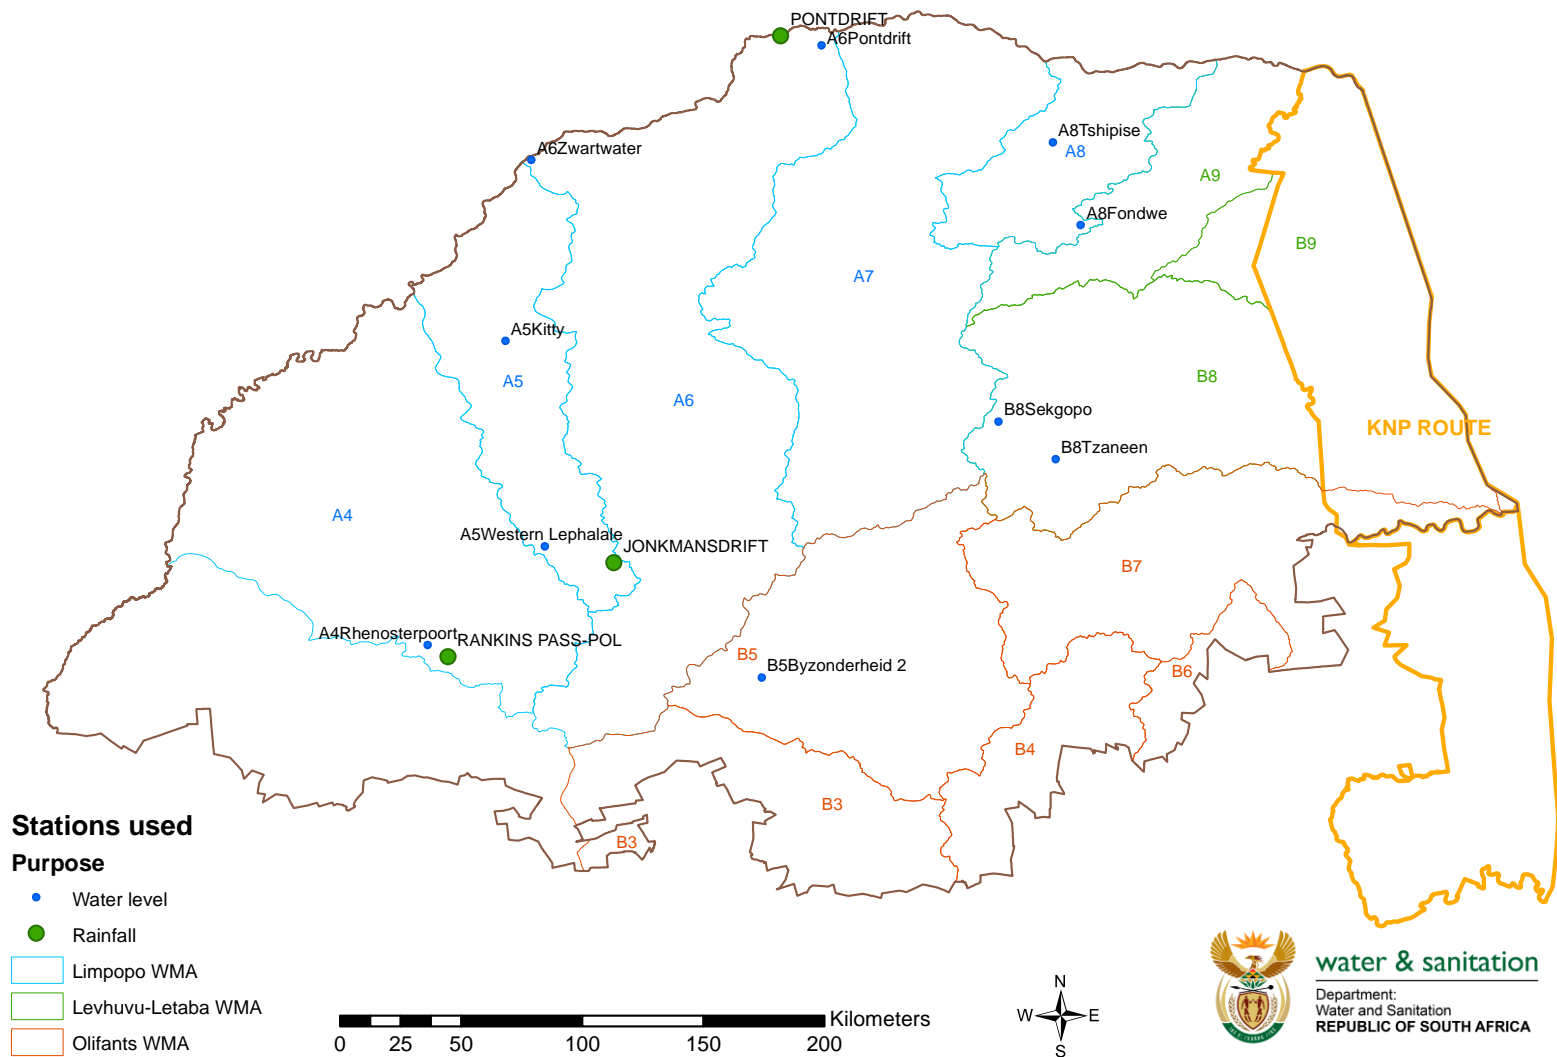 PONTDRIFT
A6Pontdrift
A8Tshipise
A8
A6Zwartwater
A9
A8Fondwe
B9
A7
A5Kitty
A5
A6
B8
B8Sekgopo
KNP ROUTE
B8Tzaneen
A4
A5Western Lephalale
JONKMANSDRIFT
B7
A4Rhenosterpoort
RANKINS PASS-POL
B5
B5Byzonderheid 2
B6
B4
B3
B3
Stations used
Purpose
Water level
Rainfall
Limpopo WMA
Levhuvu-Letaba WMA
Olifants WMA
Kilometers
0 25 50 100 150 200
N
W E
S
water & sanitation
Department:
Water and Sanitation
REPUBLIC OF SOUTH AFRICA